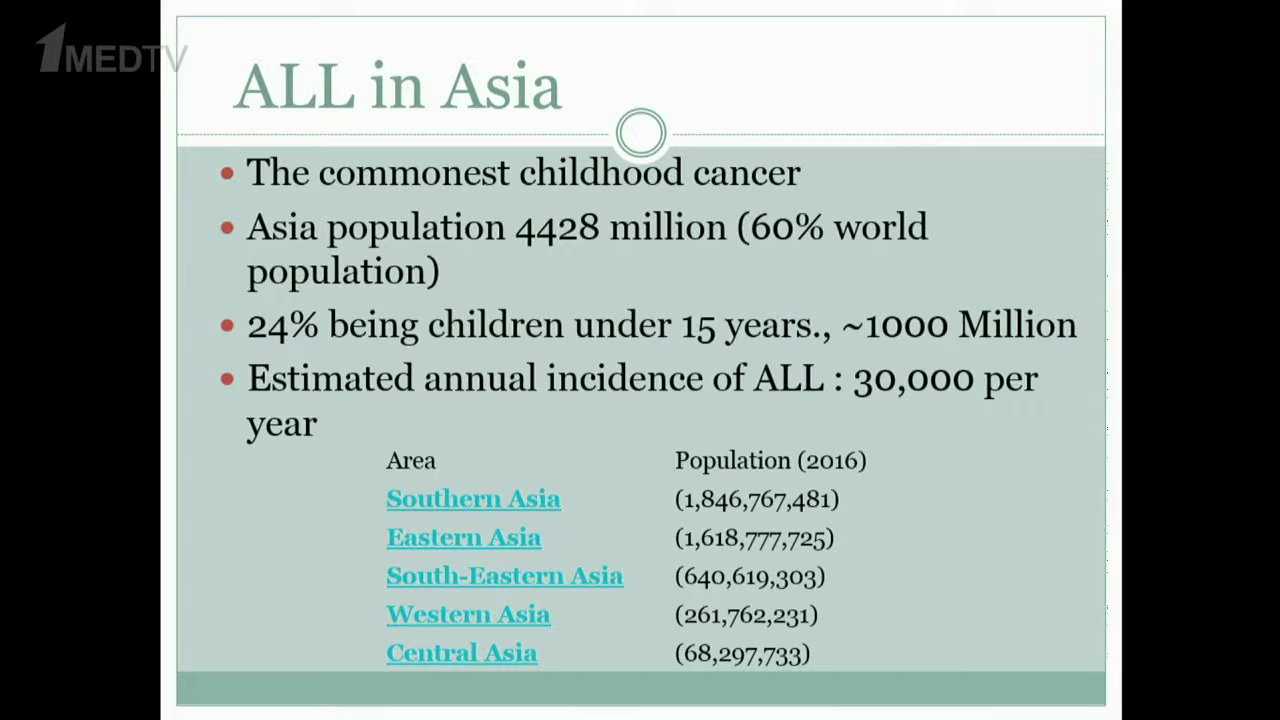 1MEDTV
ALL in Asia
• The commonest childhood cancer
• Asia population 4428 million (60% world
population)
• 24% being children under 15 years., ~1000 Million
• Estimated annual incidence of ALL : 30,000 per
year
Area Population (2016)
Southern Asia (1,846,767,481)
Eastern Asia (1,618,777,725)
South-Eastern Asia (640,619,303)
Western Asia (261,762,231)
Central Asia (68,297,733)